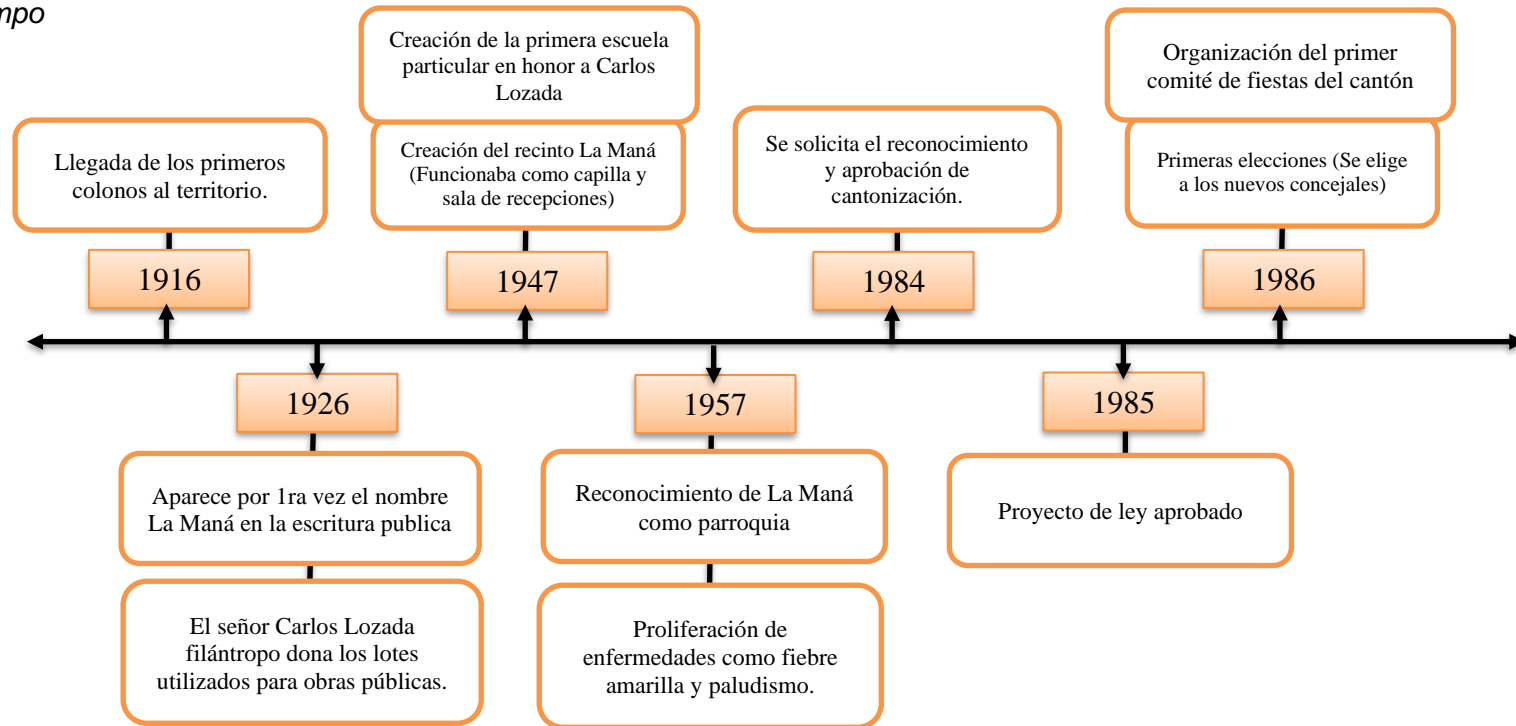 mpo
Creación de la primera escuela
particular en honor a Carlos
Lozada
Organización del primer
comité de fiestas del cantón
Llegada de los primeros
colonos al territorio.
Creación del recinto La Maná
(Funcionaba como capilla y
sala de recepciones)
Se solicita el reconocimiento
y aprobación de
cantonización.
Primeras elecciones (Se elige
a los nuevos concejales)
1916
1947
1984
1986
1926
1957
1985
Aparece por 1ra vez el nombre
La Maná en la escritura publica
Reconocimiento de La Maná
como parroquia
Proyecto de ley aprobado
El señor Carlos Lozada
filántropo dona los lotes
utilizados para obras públicas.
Proliferación de
enfermedades como fiebre
amarilla y paludismo.